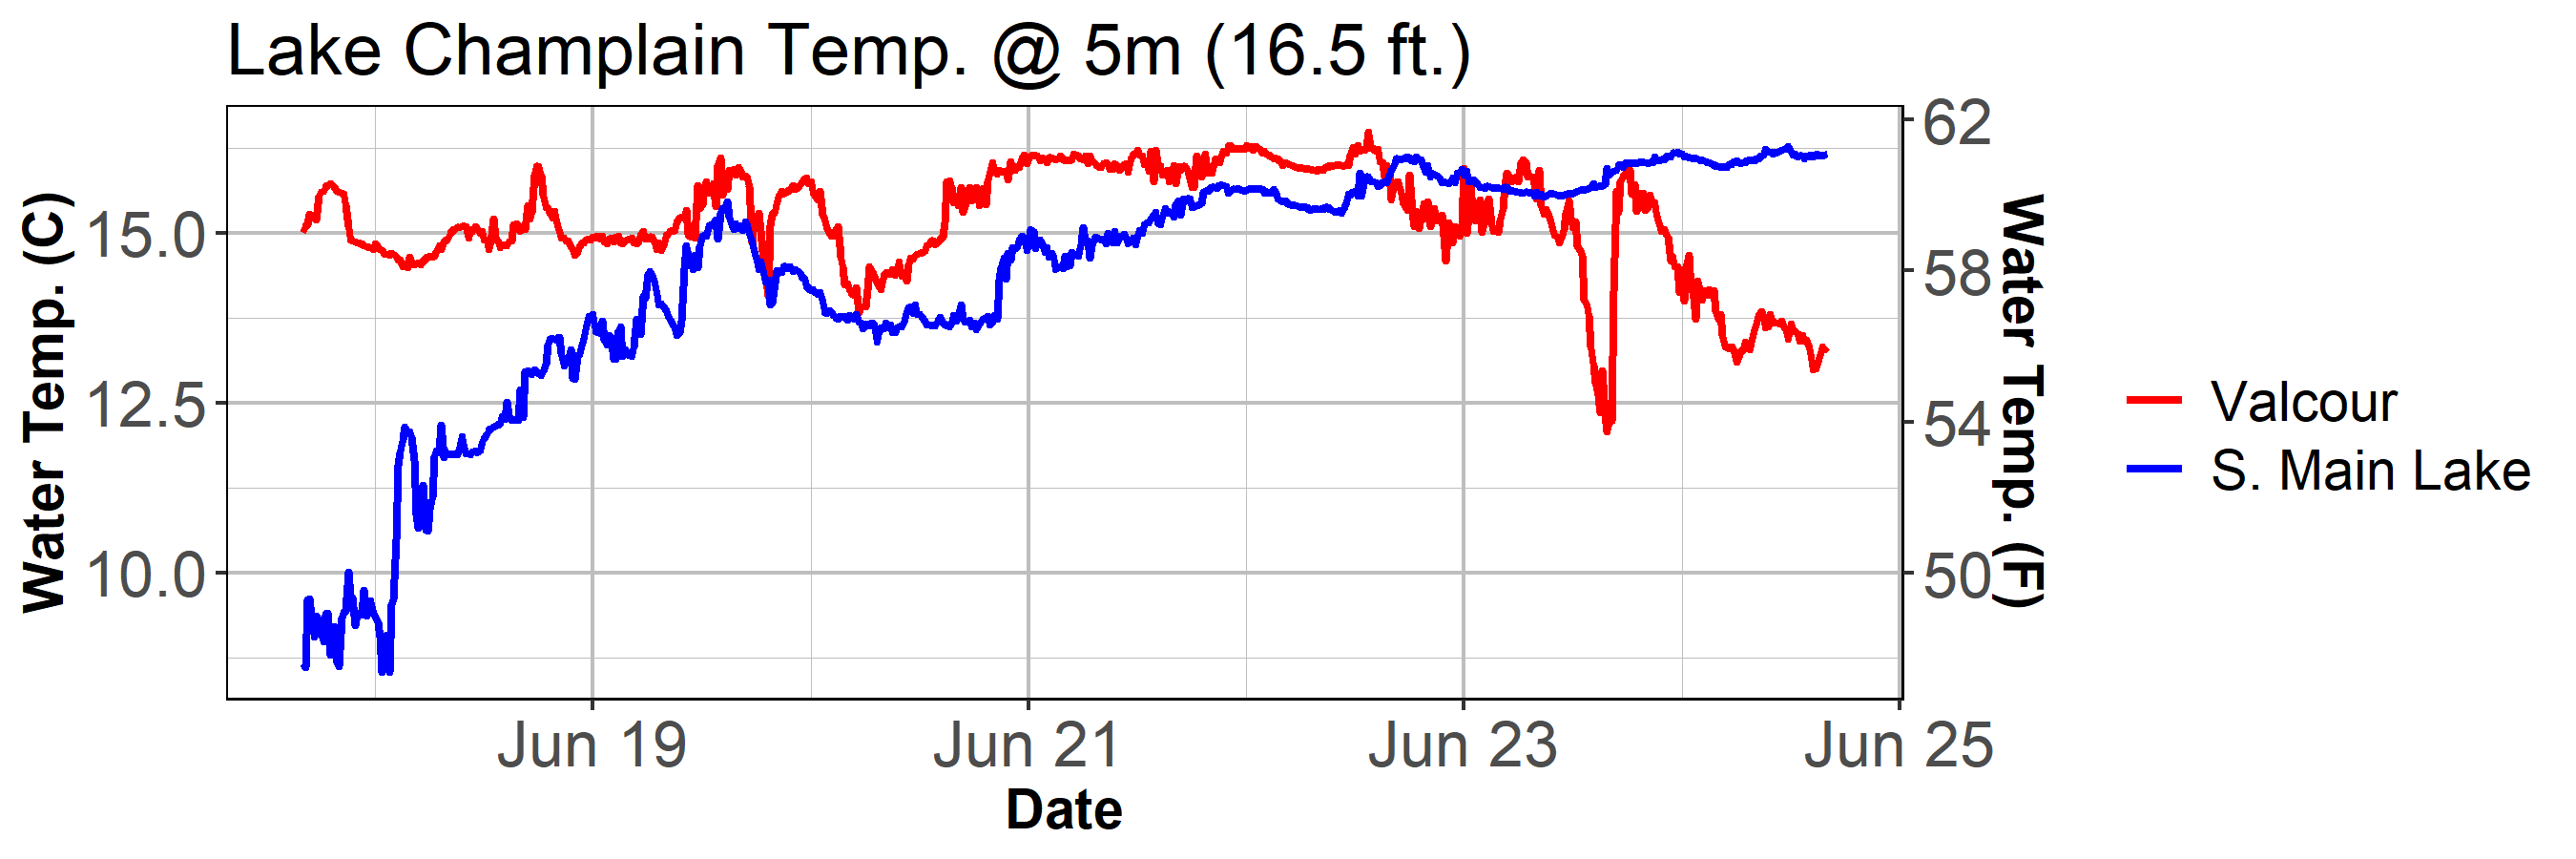 Lake Champlain Temp. @ 5m (16.5 ft.)
Water Temp. (C)
15.0
12.5
10.0
62
58
54
50
Water Temp. (F)
Jun 19
Jun 21
Jun 23
Jun 25
Date
Valcour
S. Main Lake